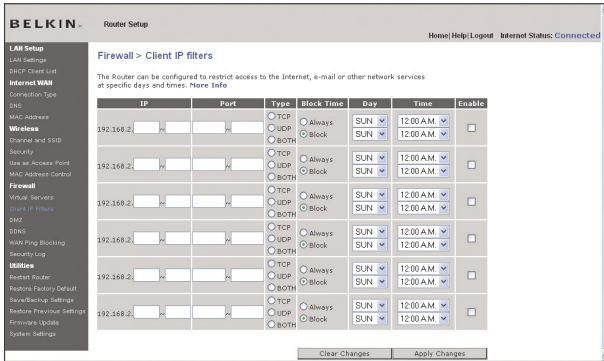 BELKIN® Router Setup
Home|Help|Logout Internet Status: Connected
LAN Setup
LAN Settings
DHCP Client List
Internet WAN
Connection Type
DNS
MAC Address
Wireless
Channel and SSID
Security
Use as Access Point
MAC Address Control
Firewall
Virtual Servers
Client IP Filters
DMZ
DDNS
WAN Ping Blocking
Security Log
Utilities
Restart Router
Restore Factory Default
Save/Backup Settings
Restore Previous Settings
Firmware Update
System Settings
Firewall > Client IP filters
The Router can be configured to restrict access to the Internet, e-mail or other network services
at specific days and times. More Info
IP Port Type Block Time Day Time Enable
192.168.2. ~ ~ TCP UDP BOTH Always Block SUN SUN 12:00 A.M. 12:00 A.M.
192.168.2. ~ ~ TCP UDP BOTH Always Block SUN SUN 12:00 A.M. 12:00 A.M.
192.168.2. ~ ~ TCP UDP BOTH Always Block SUN SUN 12:00 A.M. 12:00 A.M.
192.168.2. ~ ~ TCP UDP BOTH Always Block SUN SUN 12:00 A.M. 12:00 A.M.
192.168.2. ~ ~ TCP UDP BOTH Always Block SUN SUN 12:00 A.M. 12:00 A.M.
192.168.2. ~ ~ TCP UDP BOTH Always Block SUN SUN 12:00 A.M. 12:00 A.M.
Clear Changes Apply Changes